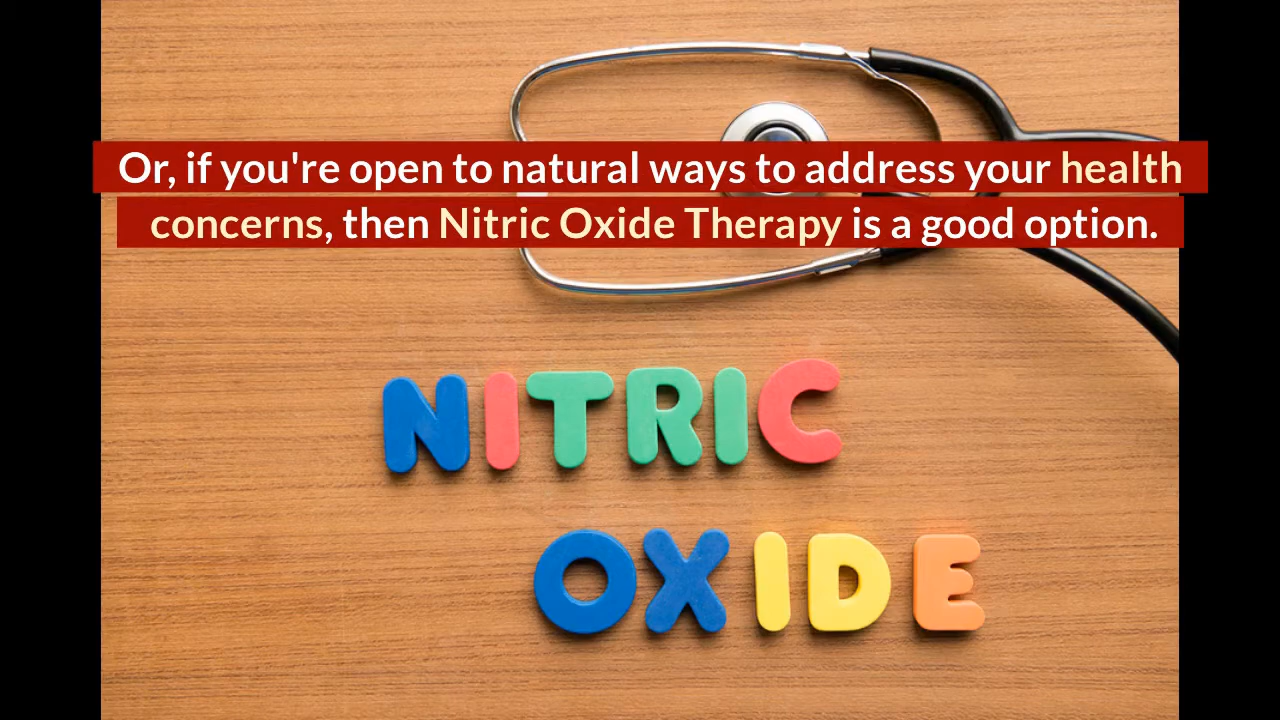 Or, if you're open to natural ways to address your health
concerns, then Nitric Oxide Therapy is a good option.
NITRIC
OXIDE